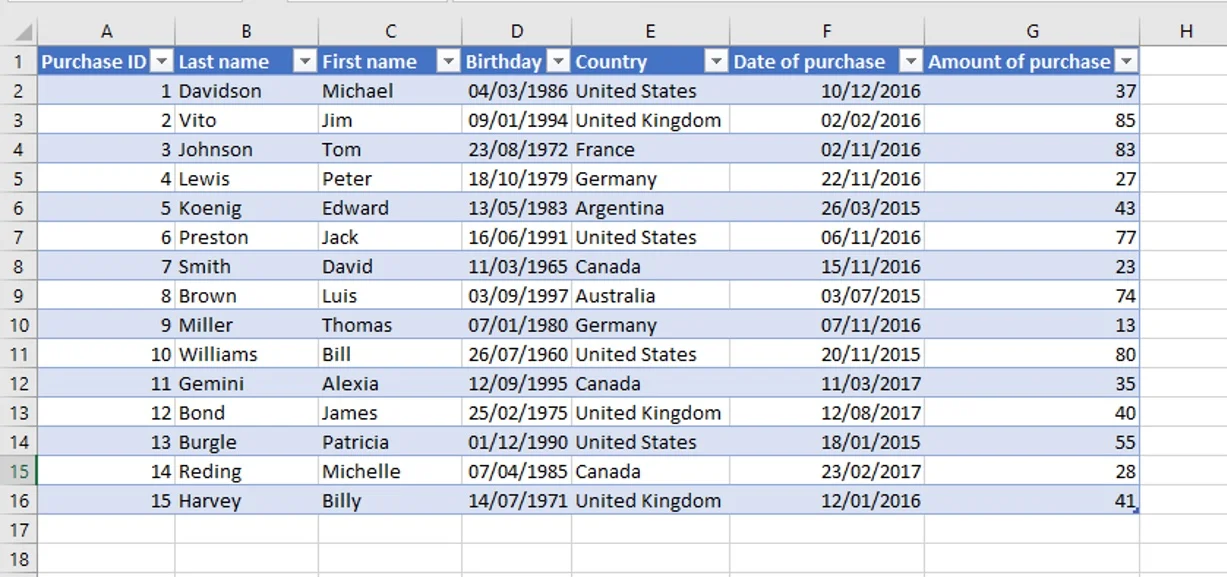 A B C D E F G H
1 Purchase ID Last name First name Birthday Country Date of purchase Amount of purchase
2 1 Davidson Michael 04/03/1986 United States 10/12/2016 37
3 2 Vito Jim 09/01/1994 United Kingdom 02/02/2016 85
4 3 Johnson Tom 23/08/1972 France 02/11/2016 83
5 4 Lewis Peter 18/10/1979 Germany 22/11/2016 27
6 5 Koenig Edward 13/05/1983 Argentina 26/03/2015 43
7 6 Preston Jack 16/06/1991 United States 06/11/2016 77
8 7 Smith David 11/03/1965 Canada 15/11/2016 23
9 8 Brown Luis 03/09/1997 Australia 03/07/2015 74
10 9 Miller Thomas 07/01/1980 Germany 07/11/2016 13
11 10 Williams Bill 26/07/1960 United States 20/11/2015 80
12 11 Gemini Alexia 12/09/1995 Canada 11/03/2017 35
13 12 Bond James 25/02/1975 United Kingdom 12/08/2017 40
14 13 Burgle Patricia 01/12/1990 United States 18/01/2015 55
15 14 Reding Michelle 07/04/1985 Canada 23/02/2017 28
16 15 Harvey Billy 14/07/1971 United Kingdom 12/01/2016 41
17
18